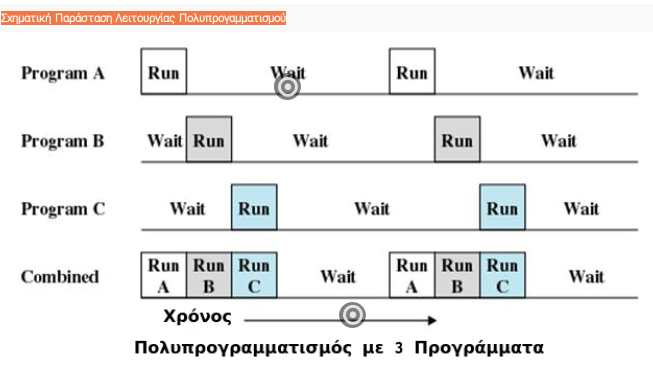 Σχηματική Παράσταση Λειτουργίας Πολυπρογαμματισμού
Program A Run Wait Run Wait
Program B Wait Run Wait Run Wait
Program C Wait Run Wait Run Wait
Combined Run A Run B Run C Wait Run A Run B Run C Wait
Χρόνος
Πολυπρογραμματισμός με 3 Προγράμματα